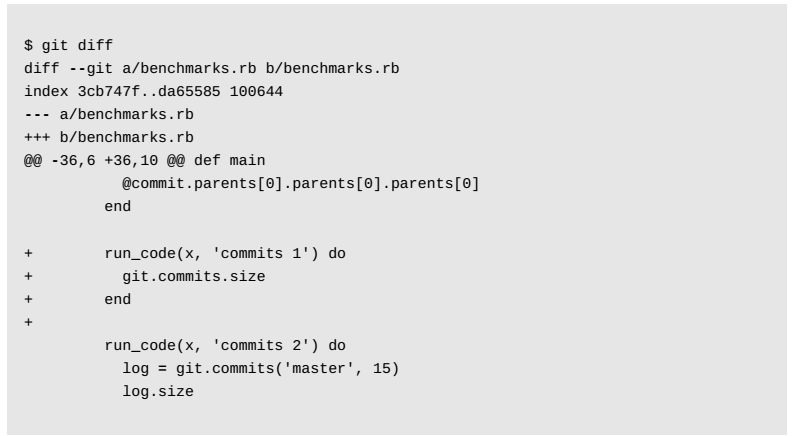 $ git diff
diff --git a/benchmarks.rb b/benchmarks.rb
index 3cb747f..da65585 100644
--- a/benchmarks.rb
+++ b/benchmarks.rb
@@ -36,6 +36,10 @@ def main
           @commit.parents[0].parents[0].parents[0]
         end

+        run_code(x, 'commits 1') do
+          git.commits.size
+        end
+
         run_code(x, 'commits 2') do
           log = git.commits('master', 15)
           log.size